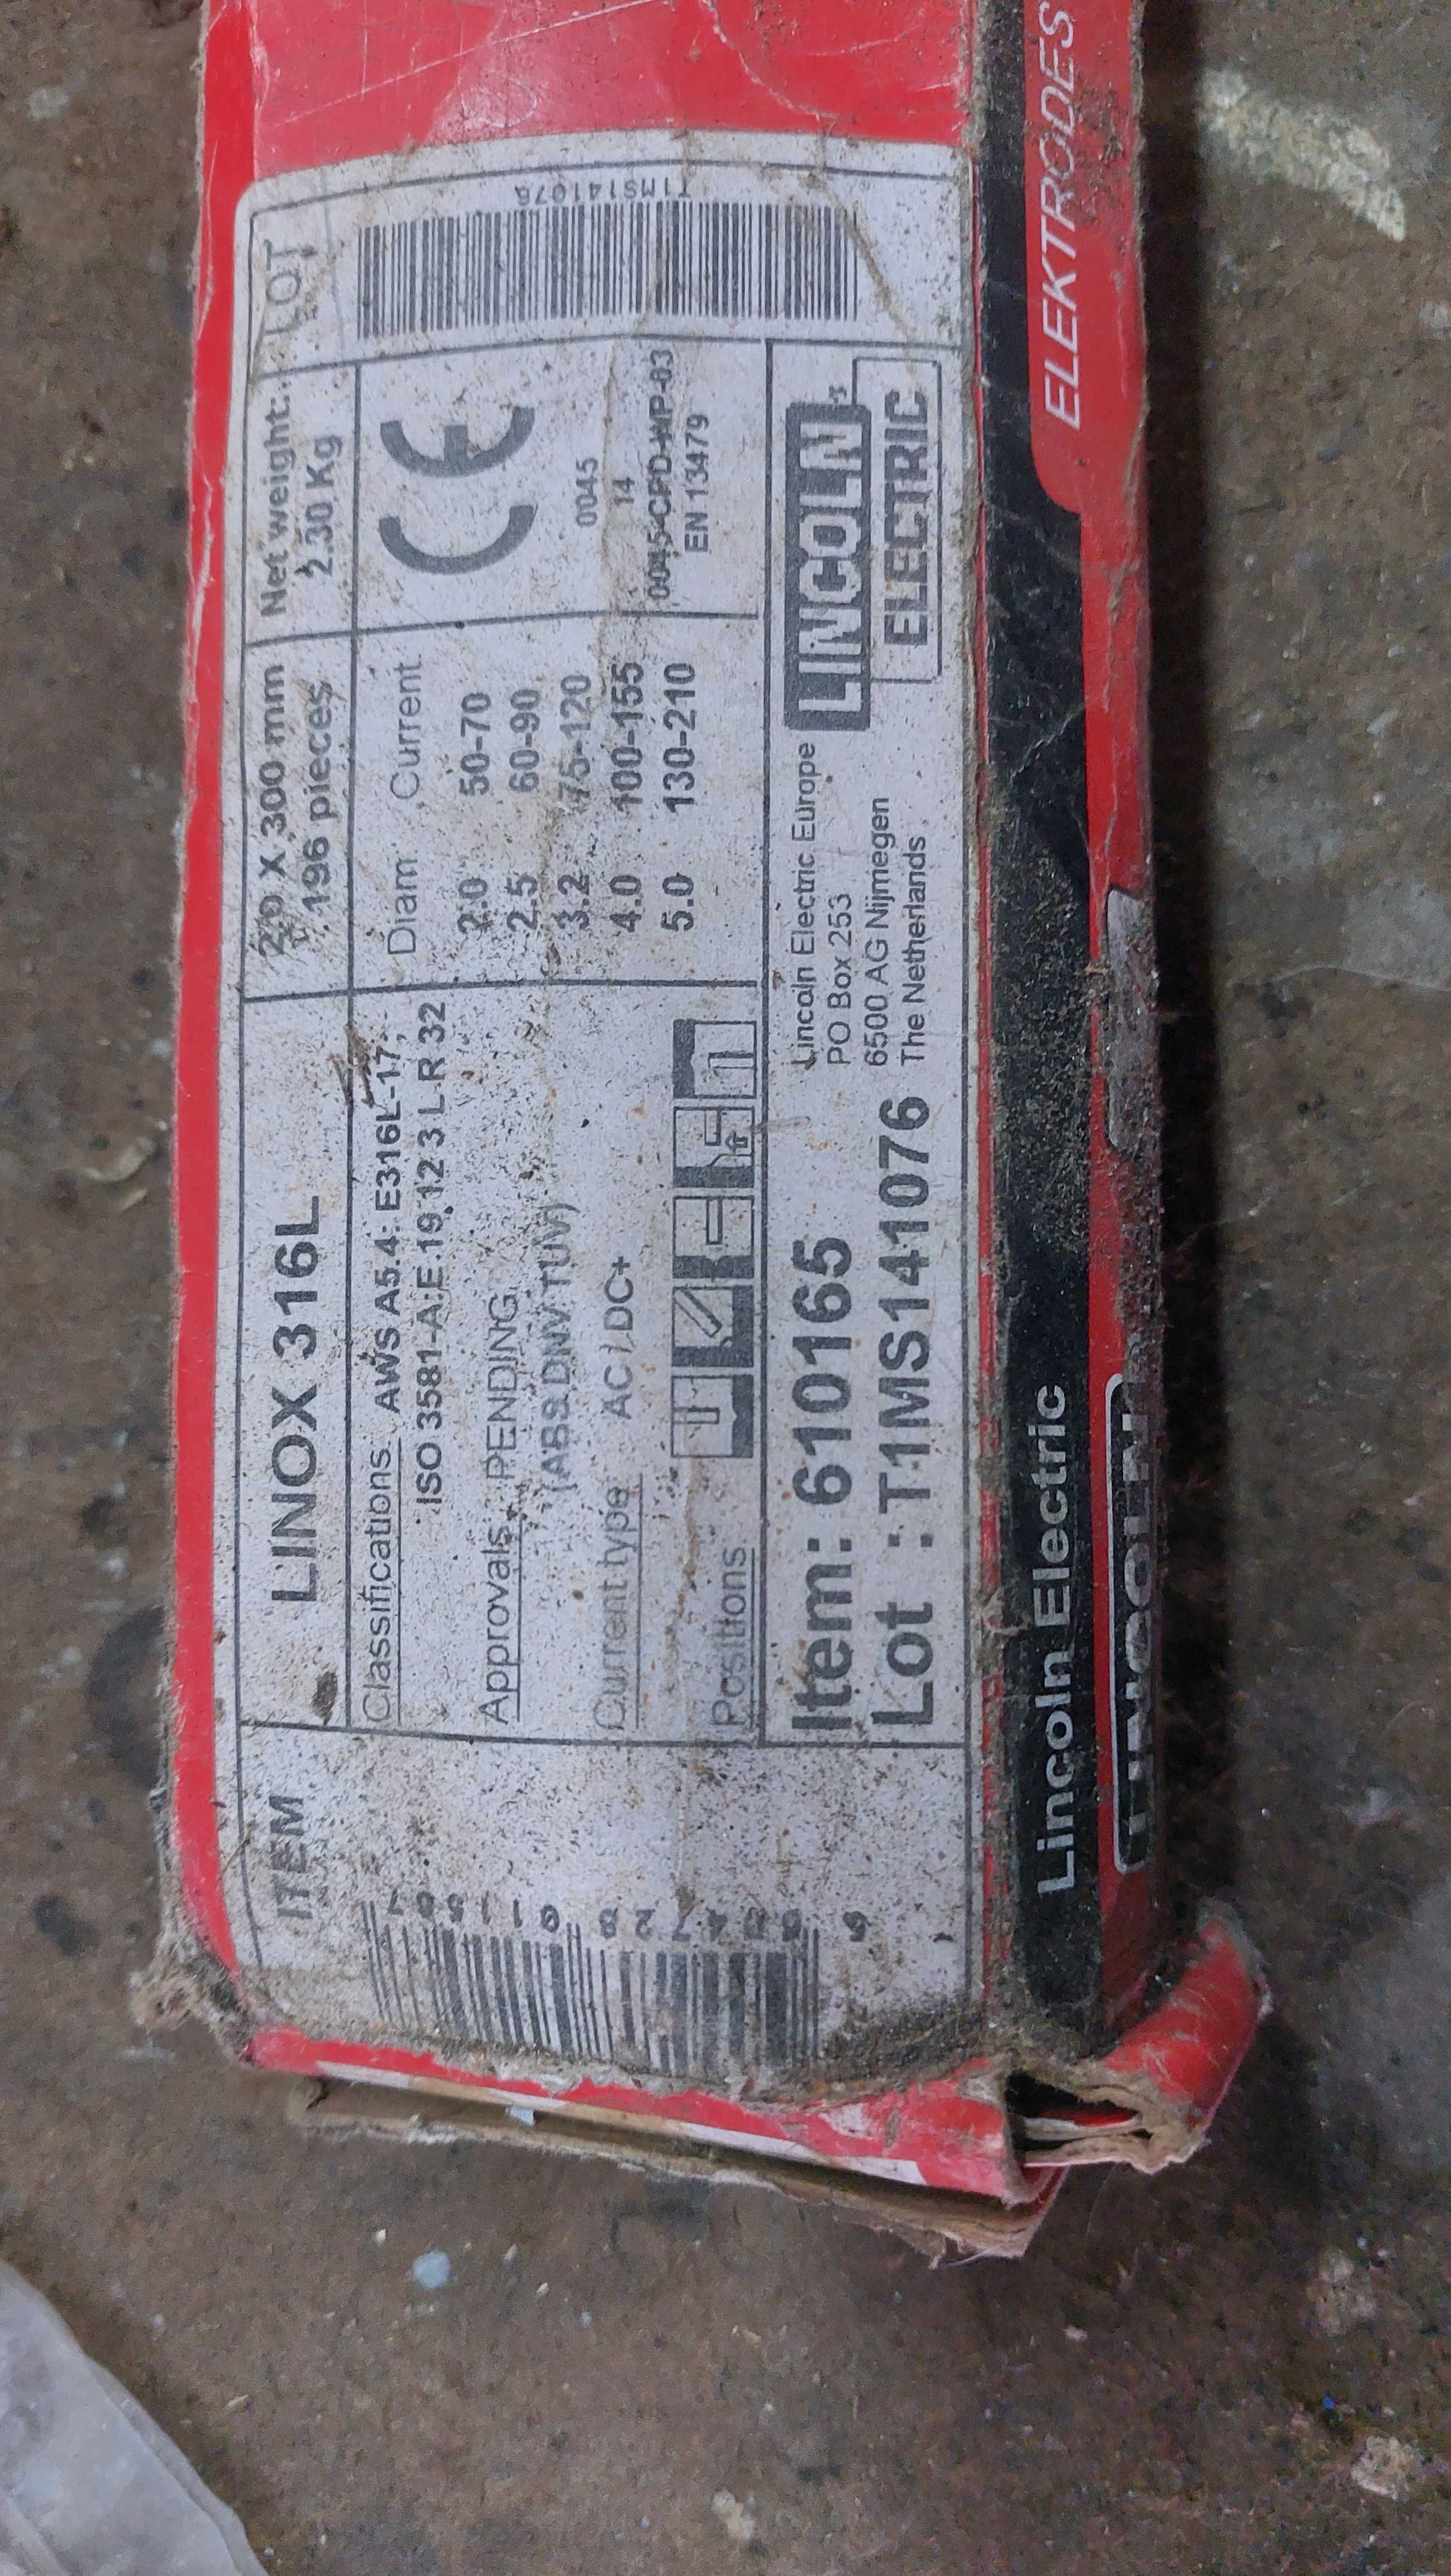 ITEM
LINOX 316L
2.0 X 300 mm
196 pieces
Net weight:
2.30 Kg
LOT
Classifications AWS A5.4: E316L-17
ISO 3581-A:E 19 12 3 L R 32
Approvals PENDING
(ABS DNV TUV)
Current type AC, DC+
Positions
Diam Current
2.0 50-70
2.5 60-90
3.2 75-120
4.0 100-155
5.0 130-210
CE
0045
14
0045-CPD-WP-03
EN 13479
T1MS141076
Item: 610165
Lot : T1MS141076
Lincoln Electric Europe
PO Box 253
6500 AG Nijmegen
The Netherlands
LINCOLN
ELECTRIC
Lincoln Electric
ELEKTRODES
LINCOLN